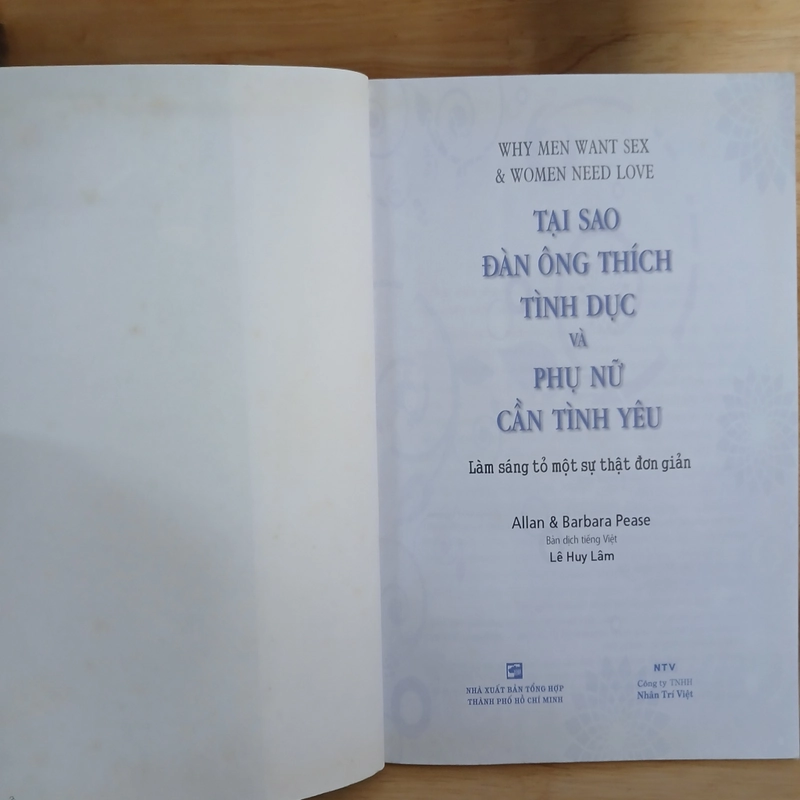 WHY MEN WANT SEX
& WOMEN NEED LOVE
TẠI SAO
ĐÀN ÔNG THÍCH
TÌNH DỤC
VÀ
PHỤ NỮ
CẦN TÌNH YÊU
Làm sáng tỏ một sự thật đơn giản
Allan & Barbara Pease
Bản dịch tiếng Việt
Lê Huy Lâm
NHÀ XUẤT BẢN TỔNG HỢP
THÀNH PHỐ HỒ CHÍ MINH
NTV
Công ty TNHH
Nhân Trí Việt